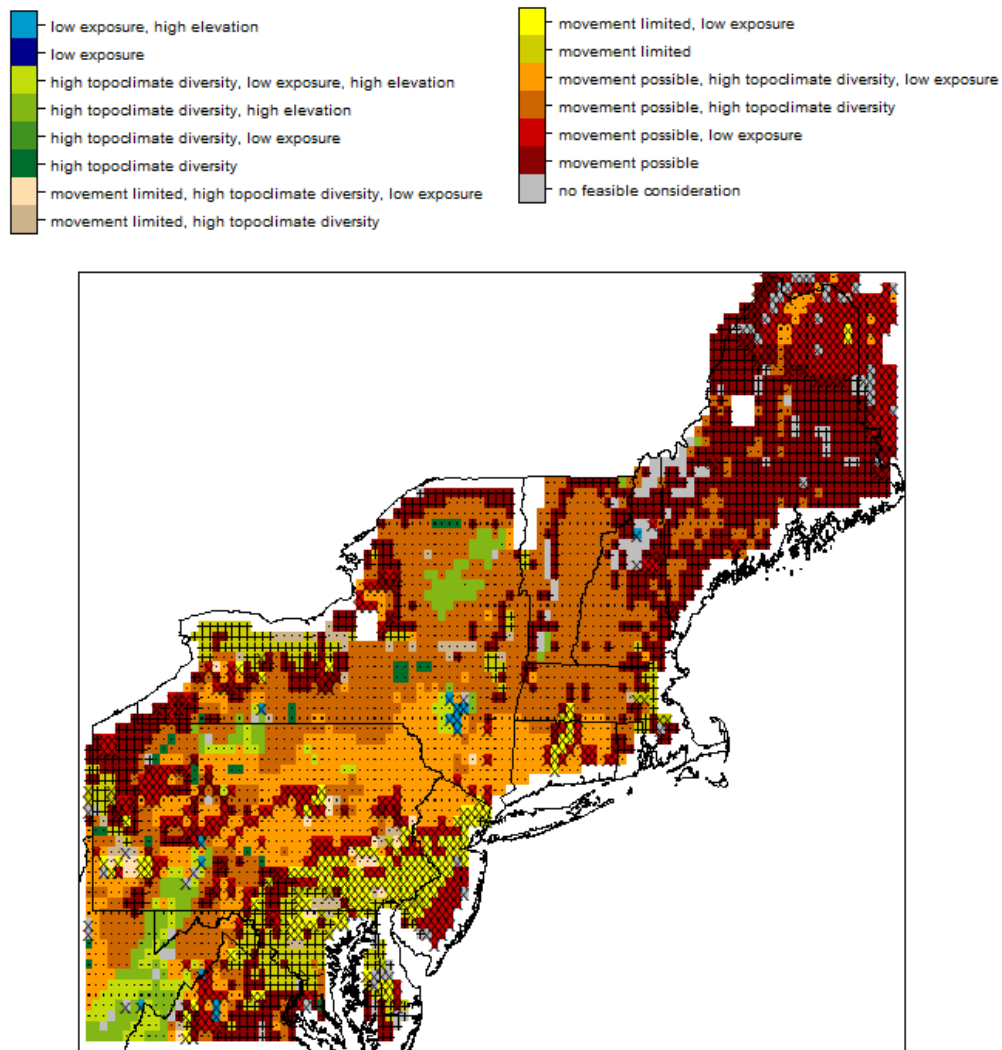 low exposure, high elevation
low exposure
high topoclimate diversity, low exposure, high elevation
high topoclimate diversity, high elevation
high topoclimate diversity, low exposure
high topoclimate diversity
movement limited, high topoclimate diversity, low exposure
movement limited, high topoclimate diversity
movement limited, low exposure
movement limited
movement possible, high topoclimate diversity, low exposure
movement possible, high topoclimate diversity
movement possible, low exposure
movement possible
no feasible consideration